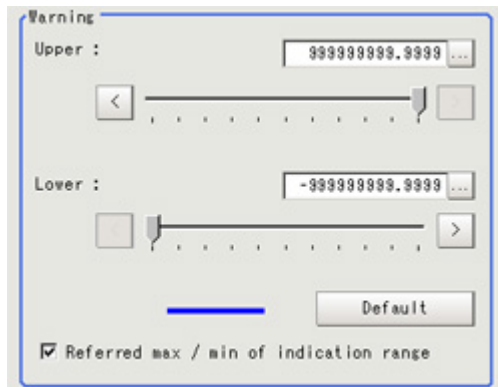 Warning
Upper :
999999999.9999 ...
<
>
Lower :
-999999999.9999 ...
<
>
Default
Referred max / min of indication range